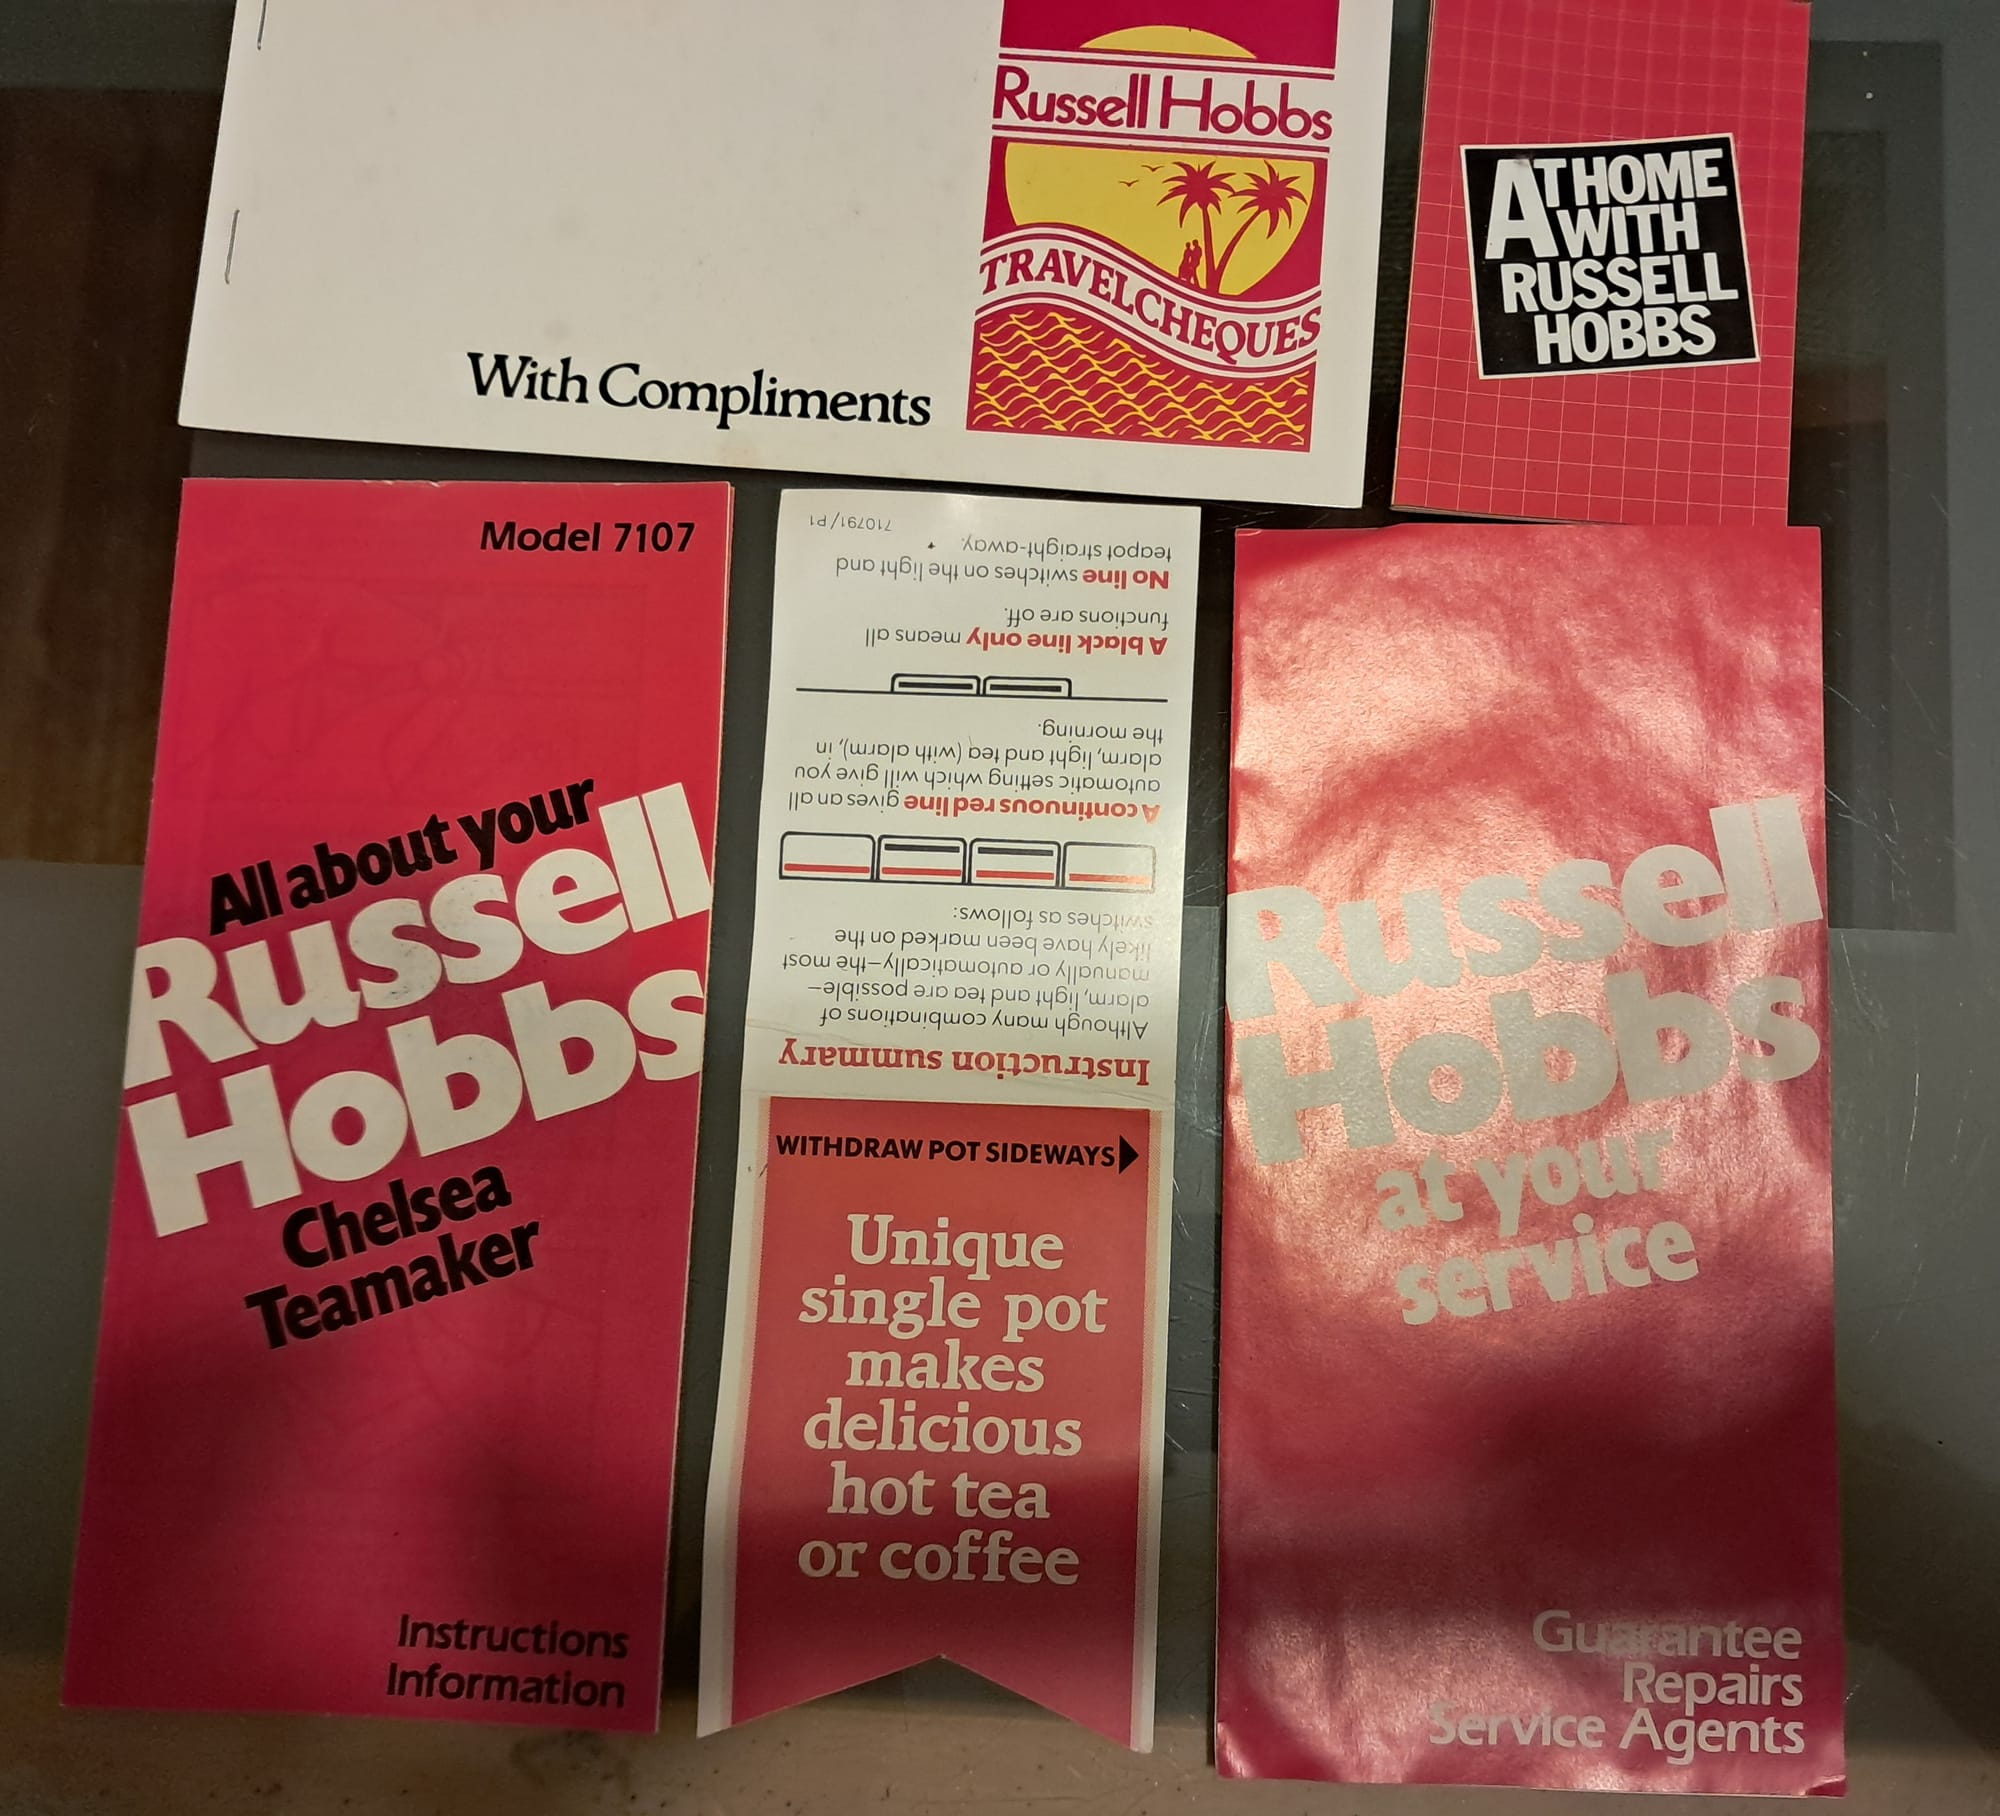 Russell Hobbs
TRAVELCHEQUES
With Compliments
AT HOME
WITH
RUSSELL
HOBBS
Model 7107
All about your
Russell
Hobbs
Chelsea
Teamaker
Instructions
Information
Instruction summary
Although many combinations of
alarm, light and tea are possible–
manually or automatically–the most
likely have been marked on the
switches as follows:
A continuous red line gives an all
automatic setting which will give you
alarm, light and tea (with alarm), in
the morning.
A black line only means all
functions are off.
No line switches on the light and
teapot straight-away.
710791/P1
WITHDRAW POT SIDEWAYS
Unique
single pot
makes
delicious
hot tea
or coffee
Russell
Hobbs
at your
service
Guarantee
Repairs
Service Agents